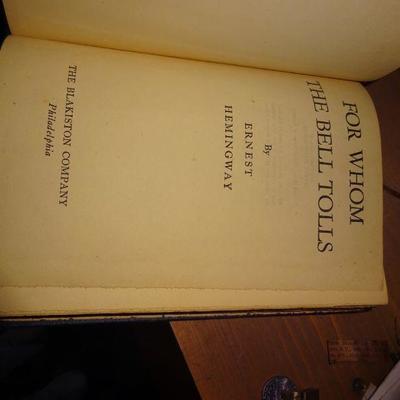 FOR WHOM
THE BELL TOLLS
By
ERNEST
HEMINGWAY
THE BLAKISTON COMPANY
Philadelphia